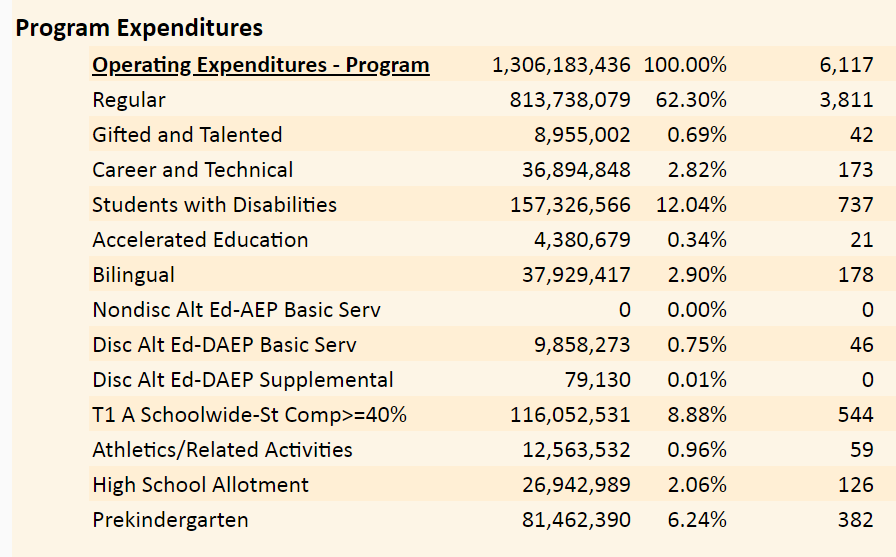 Program Expenditures
Operating Expenditures - Program 1,306,183,436 100.00% 6,117
Regular 813,738,079 62.30% 3,811
Gifted and Talented 8,955,002 0.69% 42
Career and Technical 36,894,848 2.82% 173
Students with Disabilities 157,326,566 12.04% 737
Accelerated Education 4,380,679 0.34% 21
Bilingual 37,929,417 2.90% 178
Nondisc Alt Ed-AEP Basic Serv 0 0.00% 0
Disc Alt Ed-DAEP Basic Serv 9,858,273 0.75% 46
Disc Alt Ed-DAEP Supplemental 79,130 0.01% 0
T1 A Schoolwide-St Comp>=40% 116,052,531 8.88% 544
Athletics/Related Activities 12,563,532 0.96% 59
High School Allotment 26,942,989 2.06% 126
Prekindergarten 81,462,390 6.24% 382